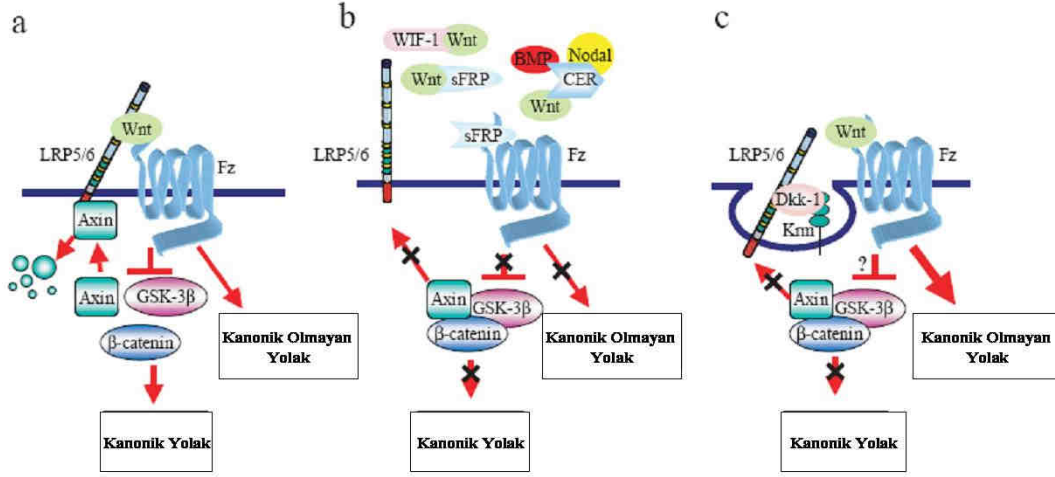 a
Wnt
LRP5/6
Fz
Axin
Axin
GSK-3β
β-catenin
Kanonik Olmayan
Yolak
Kanonik Yolak
b
WIF-1 Wnt
Wnt sFRP
BMP
Nodal
CER
Wnt
sFRP
LRP5/6
Fz
Axin
GSK-3β
β-catenin
Kanonik Olmayan
Yolak
Kanonik Yolak
c
Wnt
LRP5/6
Fz
Dkk-1
Krm
?
Axin
GSK-3β
β-catenin
Kanonik Olmayan
Yolak
Kanonik Yolak